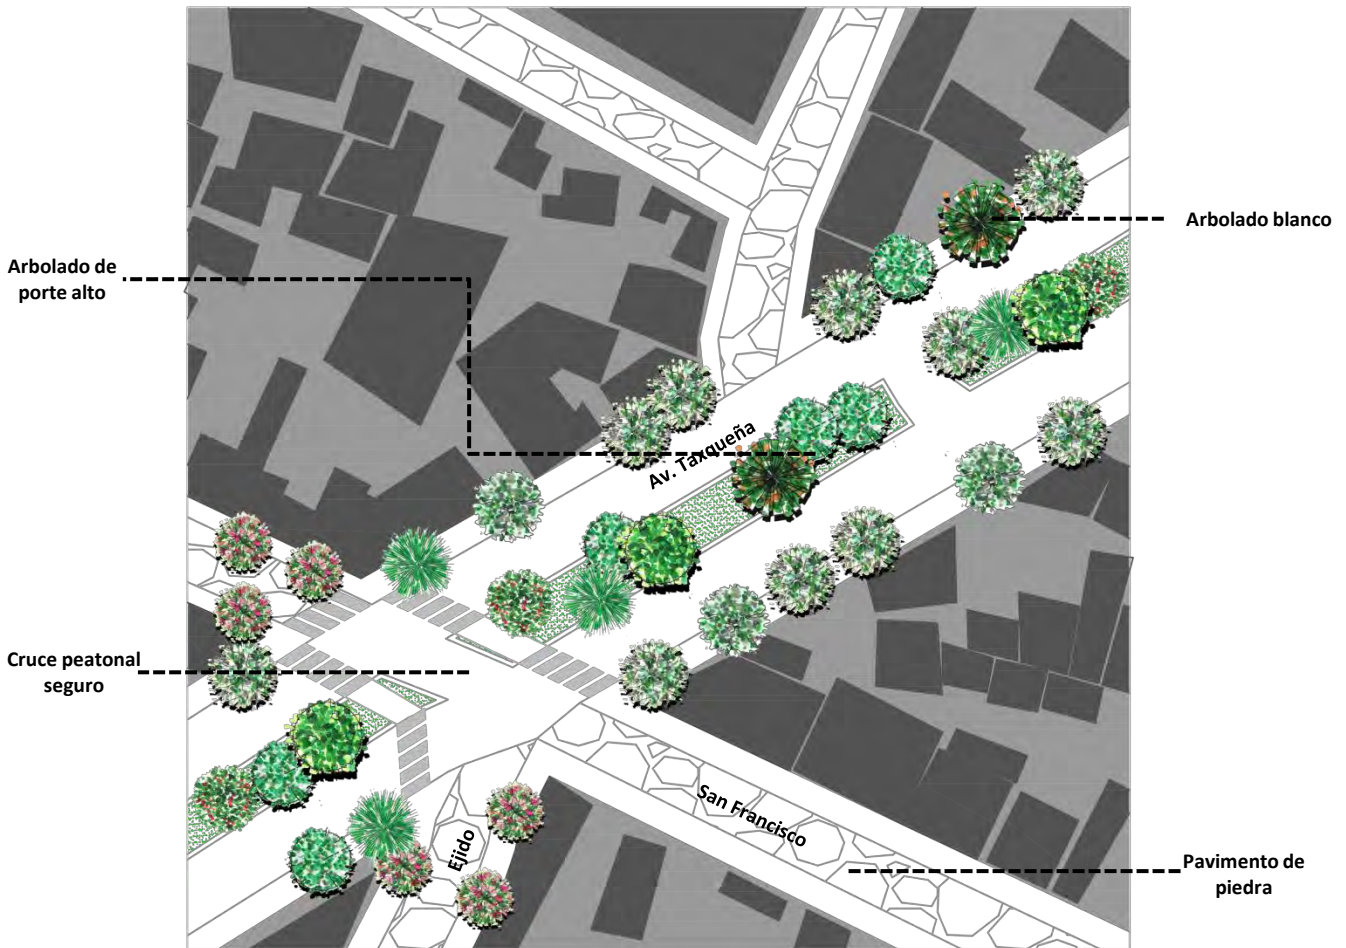 Arbolado blanco
Arbolado de
porte alto
Av. Taxqueña
Cruce peatonal
seguro
San Francisco
Ejido
Pavimento de
piedra